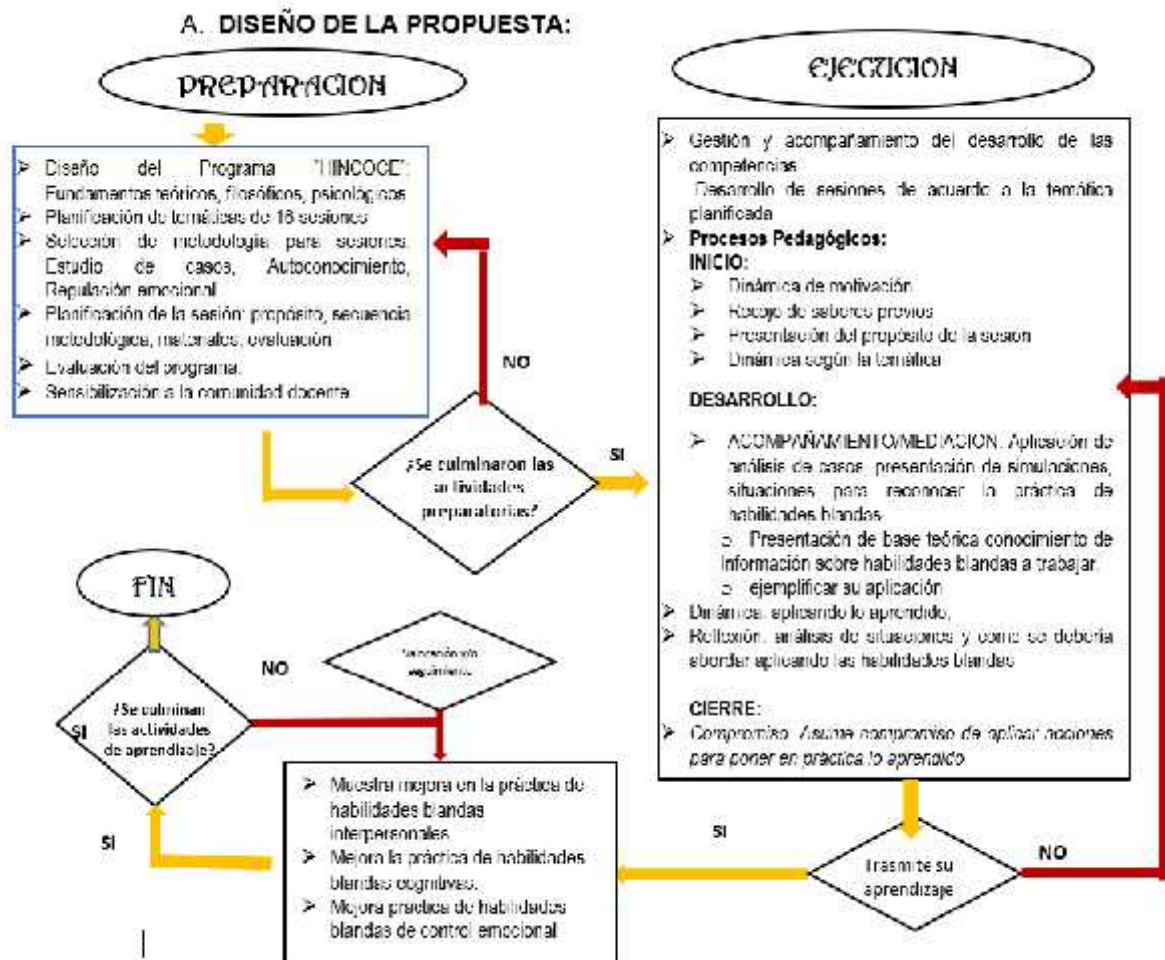 A. DISEÑO DE LA PROPUESTA:
PREPARACION
➢ Diseño del Programa "HINCOCE":
Fundamentos teóricos, filosóficos, psicológicos
➢ Planificación de temáticas de 16 sesiones
➢ Selección de metodología para sesiones:
Estudio de casos, Autoconocimiento,
Regulación emocional
➢ Planificación de la sesión: propósito, secuencia
metodológica, materiales, evaluación
➢ Evaluación del programa.
➢ Sensibilización a la comunidad docente
NO
¿Se culminaron las
actividades
preparatorias?
SI
EJECUCION
➢ Gestión y acompañamiento del desarrollo de las
competencias
Desarrollo de sesiones de acuerdo a la temática
planificada
➢ Procesos Pedagógicos:
INICIO:
➢ Dinámica de motivación
➢ Recojo de saberes previos
➢ Presentación del propósito de la sesión
➢ Dinámica según la temática
DESARROLLO:
➢ ACOMPAÑAMIENTO/MEDIACION. Aplicación de
análisis de casos, presentación de simulaciones,
situaciones para reconocer la práctica de
habilidades blandas
o Presentación de base teórica conocimiento de
Información sobre habilidades blandas a trabajar.
o ejemplificar su aplicación
➢ Dinámica: aplicando lo aprendido.
➢ Reflexión: análisis de situaciones y como se debería
abordar aplicando las habilidades blandas
CIERRE:
➢ Compromiso: Asume compromiso de aplicar acciones
para poner en práctica lo aprendido
Trasmite su
aprendizaje
NO
SI
➢ Muestra mejora en la práctica de
habilidades blandas
interpersonales
➢ Mejora la práctica de habilidades
blandas cognitivas.
➢ Mejora práctica de habilidades
blandas de control emocional
SI
seguimiento
NO
¿Se culminan
las actividades
de aprendizaje?
SI
FIN